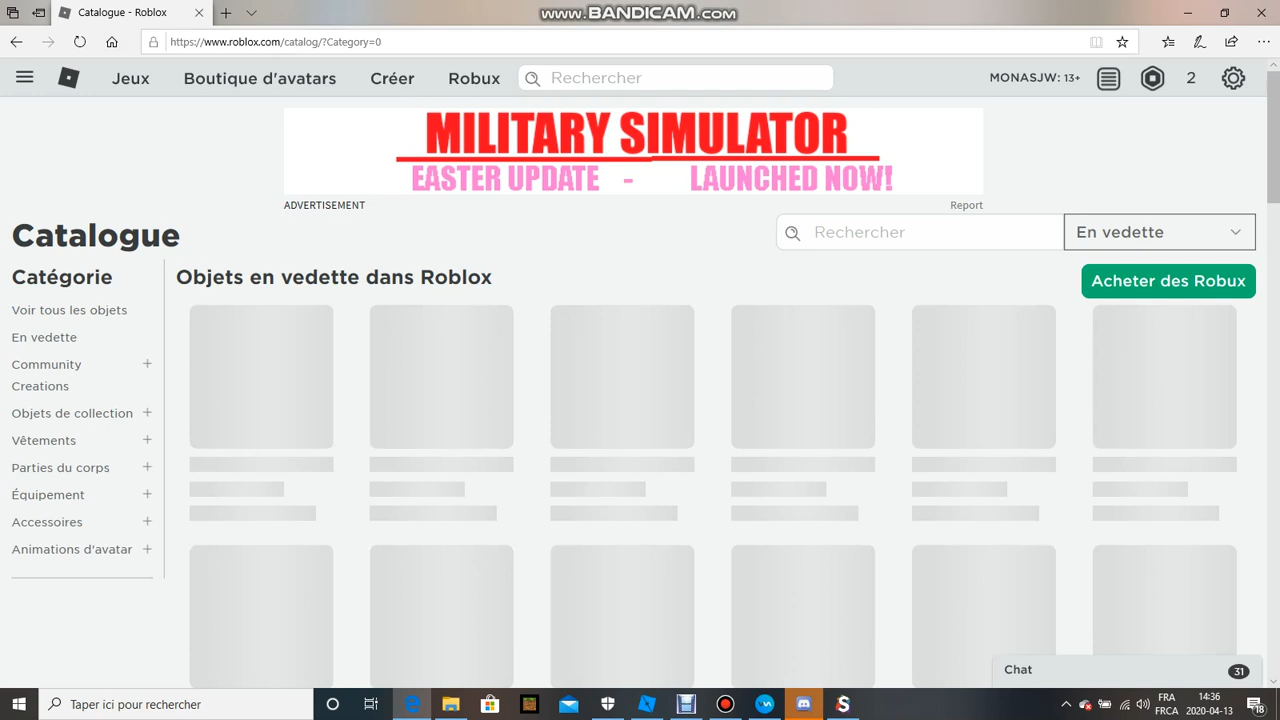 www.BANDICAM.com
Catalogue - Roblox
https://www.roblox.com/catalog/?Category=0
Jeux
Boutique d'avatars
Créer
Robux
Rechercher
MONASJW: 13+
2
MILITARY SIMULATOR
EASTER UPDATE - LAUNCHED NOW!
ADVERTISEMENT
Report
Catalogue
Rechercher
En vedette
Catégorie
Objets en vedette dans Roblox
Acheter des Robux
Voir tous les objets
En vedette
Community
Creations
Objets de collection
Vêtements
Parties du corps
Équipement
Accessoires
Animations d'avatar
Chat
31
Taper ici pour rechercher
FRA
FRCA
14:36
2020-04-13
18